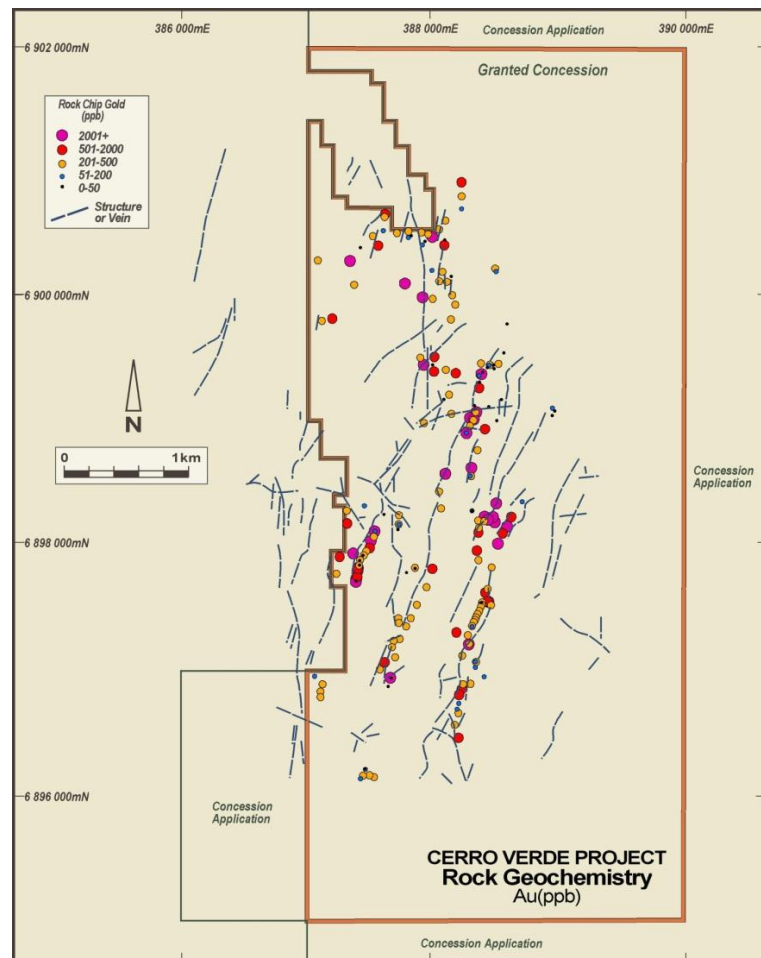 386 000mE
388 000mE
390 000mE
Concession Application
6 902 000mN
Granted Concession
Rock Chip Gold
(ppb)
2001+
501-2000
201-500
51-200
0-50
Structure
or Vein
6 900 000mN
N
0 1km
Concession
Application
6 898 000mN
6 896 000mN
Concession
Application
CERRO VERDE PROJECT
Rock Geochemistry
Au(ppb)
Concession Application